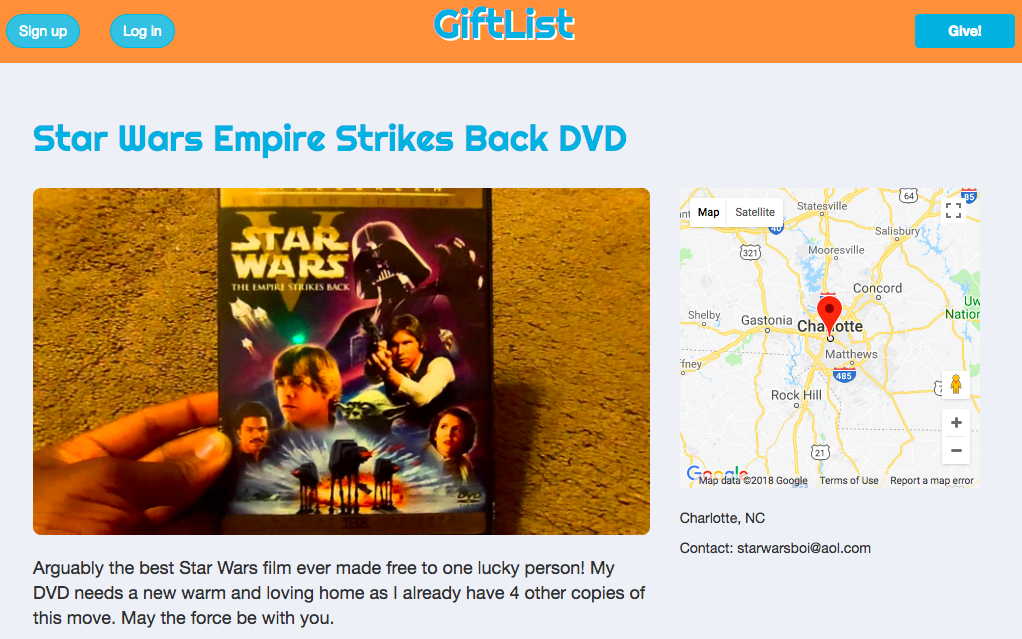 Sign up
Log in
GiftList
Give!
Star Wars Empire Strikes Back DVD
STAR
WARS
V
THE EMPIRE STRIKES BACK
DVD
THX
Map
Satellite
Statesville
64
85
40
Salisbury
321
Mooresville
Concord
Uw
Nation
Shelby
Gastonia
Charlotte
Matthews
ffney
485
Rock Hill
21
+
−
Google
Map data ©2018 Google
Terms of Use
Report a map error
Charlotte, NC
Contact: starwarsboi@aol.com
Arguably the best Star Wars film ever made free to one lucky person! My
DVD needs a new warm and loving home as I already have 4 other copies of
this move. May the force be with you.